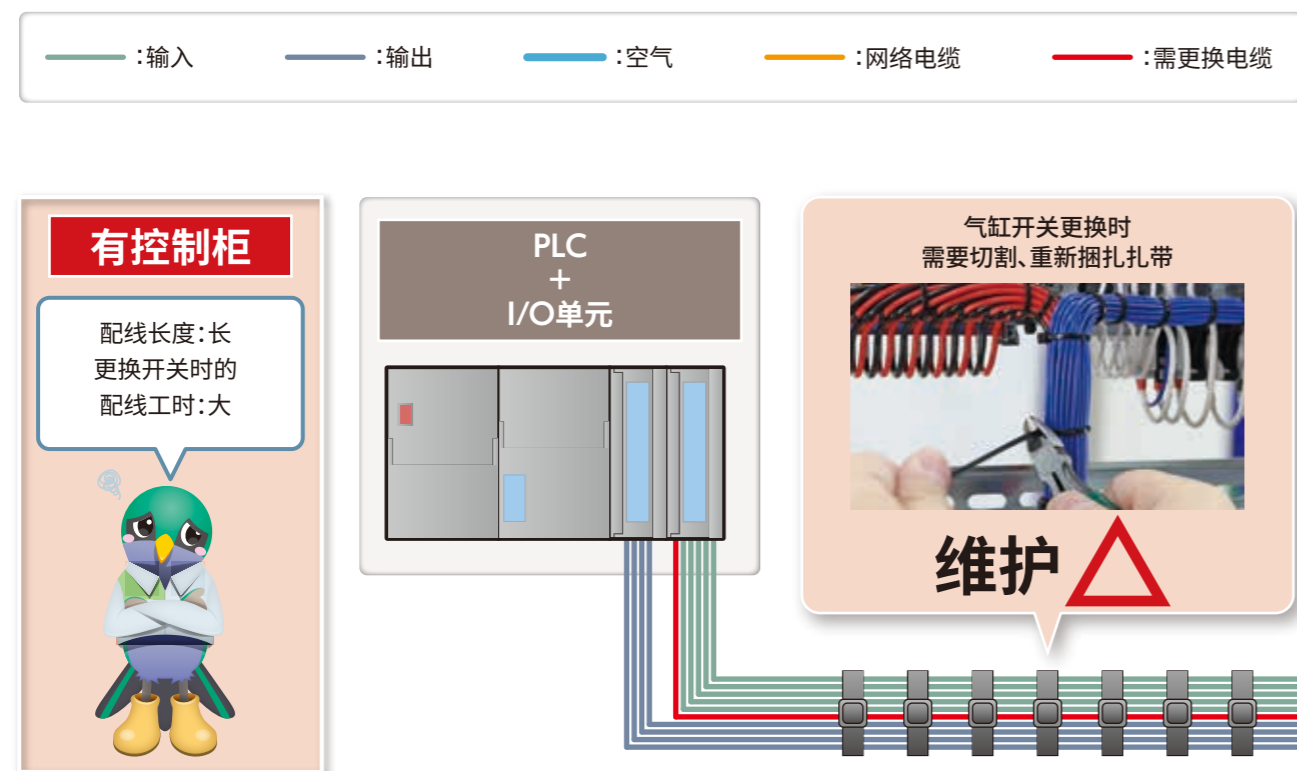 :输入
:输出
:空气
:网络电缆
:需更换电缆
有控制柜
配线长度:长
更换开关时的
配线工时:大
PLC
+
I/O单元
气缸开关更换时
需要切割、重新捆扎扎带
维护